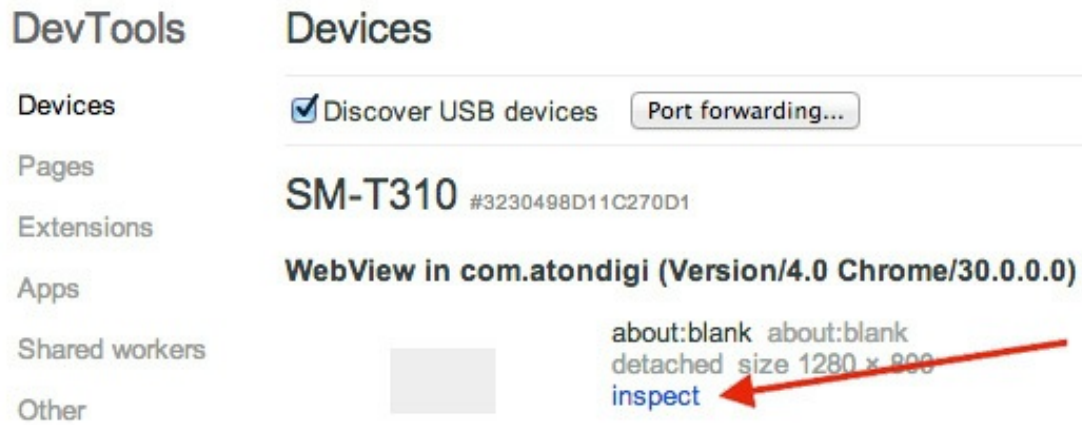 DevTools
Devices
Pages
Extensions
Apps
Shared workers
Other
Devices
Discover USB devices Port forwarding...
SM-T310 #3230498D11C270D1
WebView in com.atondigi (Version/4.0 Chrome/30.0.0.0)
about:blank about:blank
detached size 1280 × 800
inspect